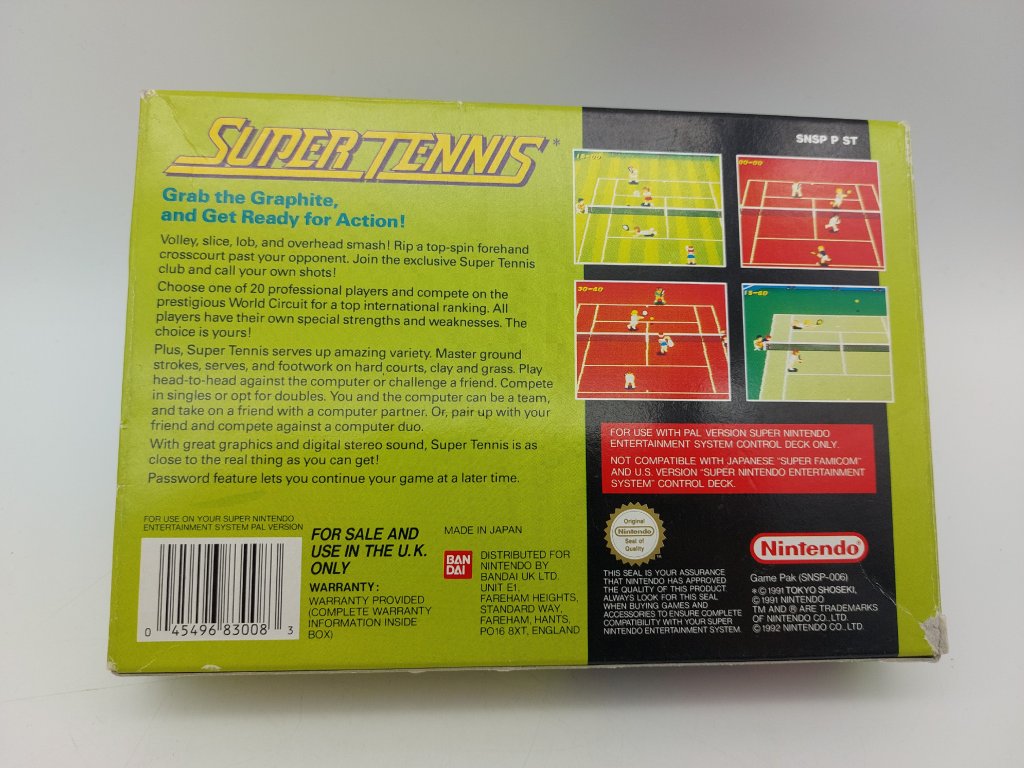 SUPER TENNIS*
Grab the Graphite,
and Get Ready for Action!
Volley, slice, lob, and overhead smash! Rip a top-spin forehand
crosscourt past your opponent. Join the exclusive Super Tennis
club and call your own shots!
Choose one of 20 professional players and compete on the
prestigious World Circuit for a top international ranking. All
players have their own special strengths and weaknesses. The
choice is yours!
Plus, Super Tennis serves up amazing variety. Master ground
strokes, serves, and footwork on hard courts, clay and grass. Play
head-to-head against the computer or challenge a friend. Compete
in singles or opt for doubles. You and the computer can be a team,
and take on a friend with a computer partner. Or, pair up with your
friend and compete against a computer duo.
With great graphics and digital stereo sound, Super Tennis is as
close to the real thing as you can get!
Password feature lets you continue your game at a later time.
FOR USE ON YOUR SUPER NINTENDO
ENTERTAINMENT SYSTEM PAL VERSION
0 45496 83008 3
FOR SALE AND
USE IN THE U.K.
ONLY
WARRANTY:
WARRANTY PROVIDED
(COMPLETE WARRANTY
INFORMATION INSIDE
BOX)
MADE IN JAPAN
BAN
DAI
DISTRIBUTED FOR
NINTENDO BY
BANDAI UK LTD.
UNIT E1,
FAREHAM HEIGHTS,
STANDARD WAY,
FAREHAM, HANTS,
PO16 8XT, ENGLAND
SNSP P ST
15-00
00-00
30-40
15-40
FOR USE WITH PAL VERSION SUPER NINTENDO
ENTERTAINMENT SYSTEM CONTROL DECK ONLY.
NOT COMPATIBLE WITH JAPANESE "SUPER FAMICOM"
AND U.S. VERSION "SUPER NINTENDO ENTERTAINMENT
SYSTEM" CONTROL DECK.
Original
Nintendo
Seal of
Quality
THIS SEAL IS YOUR ASSURANCE
THAT NINTENDO HAS APPROVED
THE QUALITY OF THIS PRODUCT.
ALWAYS LOOK FOR THIS SEAL
WHEN BUYING GAMES AND
ACCESSORIES TO ENSURE COMPLETE
COMPATIBILITY WITH YOUR SUPER
NINTENDO ENTERTAINMENT SYSTEM.
Nintendo®
Game Pak (SNSP-006)
*© 1991 TOKYO SHOSEKI,
© 1991 NINTENDO
TM AND ® ARE TRADEMARKS
OF NINTENDO CO., LTD.
© 1992 NINTENDO CO., LTD.